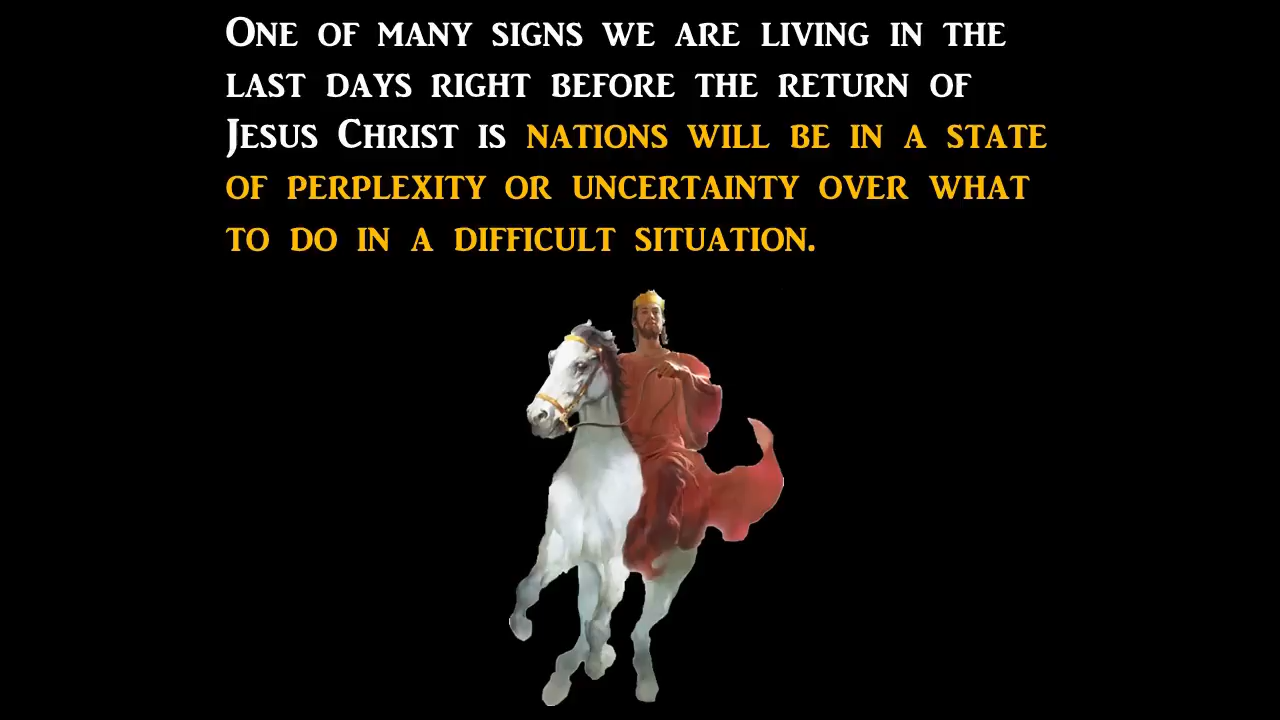 One of many signs we are living in the
last days right before the return of
Jesus Christ is nations will be in a state
of perplexity or uncertainty over what
to do in a difficult situation.